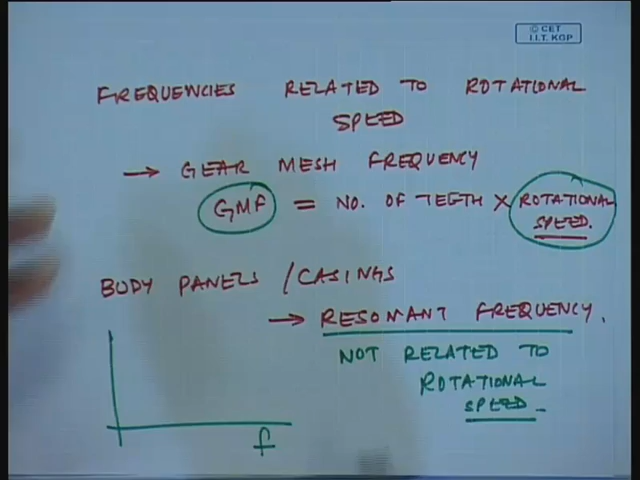 © CET
I.I.T. KGP
FREQUENCIES RELATED TO ROTATIONAL
SPEED
→ GEAR MESH FREQUENCY
GMF = NO. OF TEETH × ROTATIONAL
SPEED.
BODY PANELS / CASINGS
→ RESONANT FREQUENCY.
NOT RELATED TO
ROTATIONAL
SPEED
f